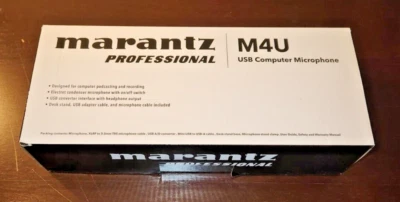 marantz
PROFESSIONAL
M4U
USB Computer Microphone
• Designed for computer podcasting and recording
• Electret condenser microphone with on/off switch
• USB converter interface with headphone output
• Desk stand, USB adapter cable, and microphone cable included
marantz
PROFESSIONAL